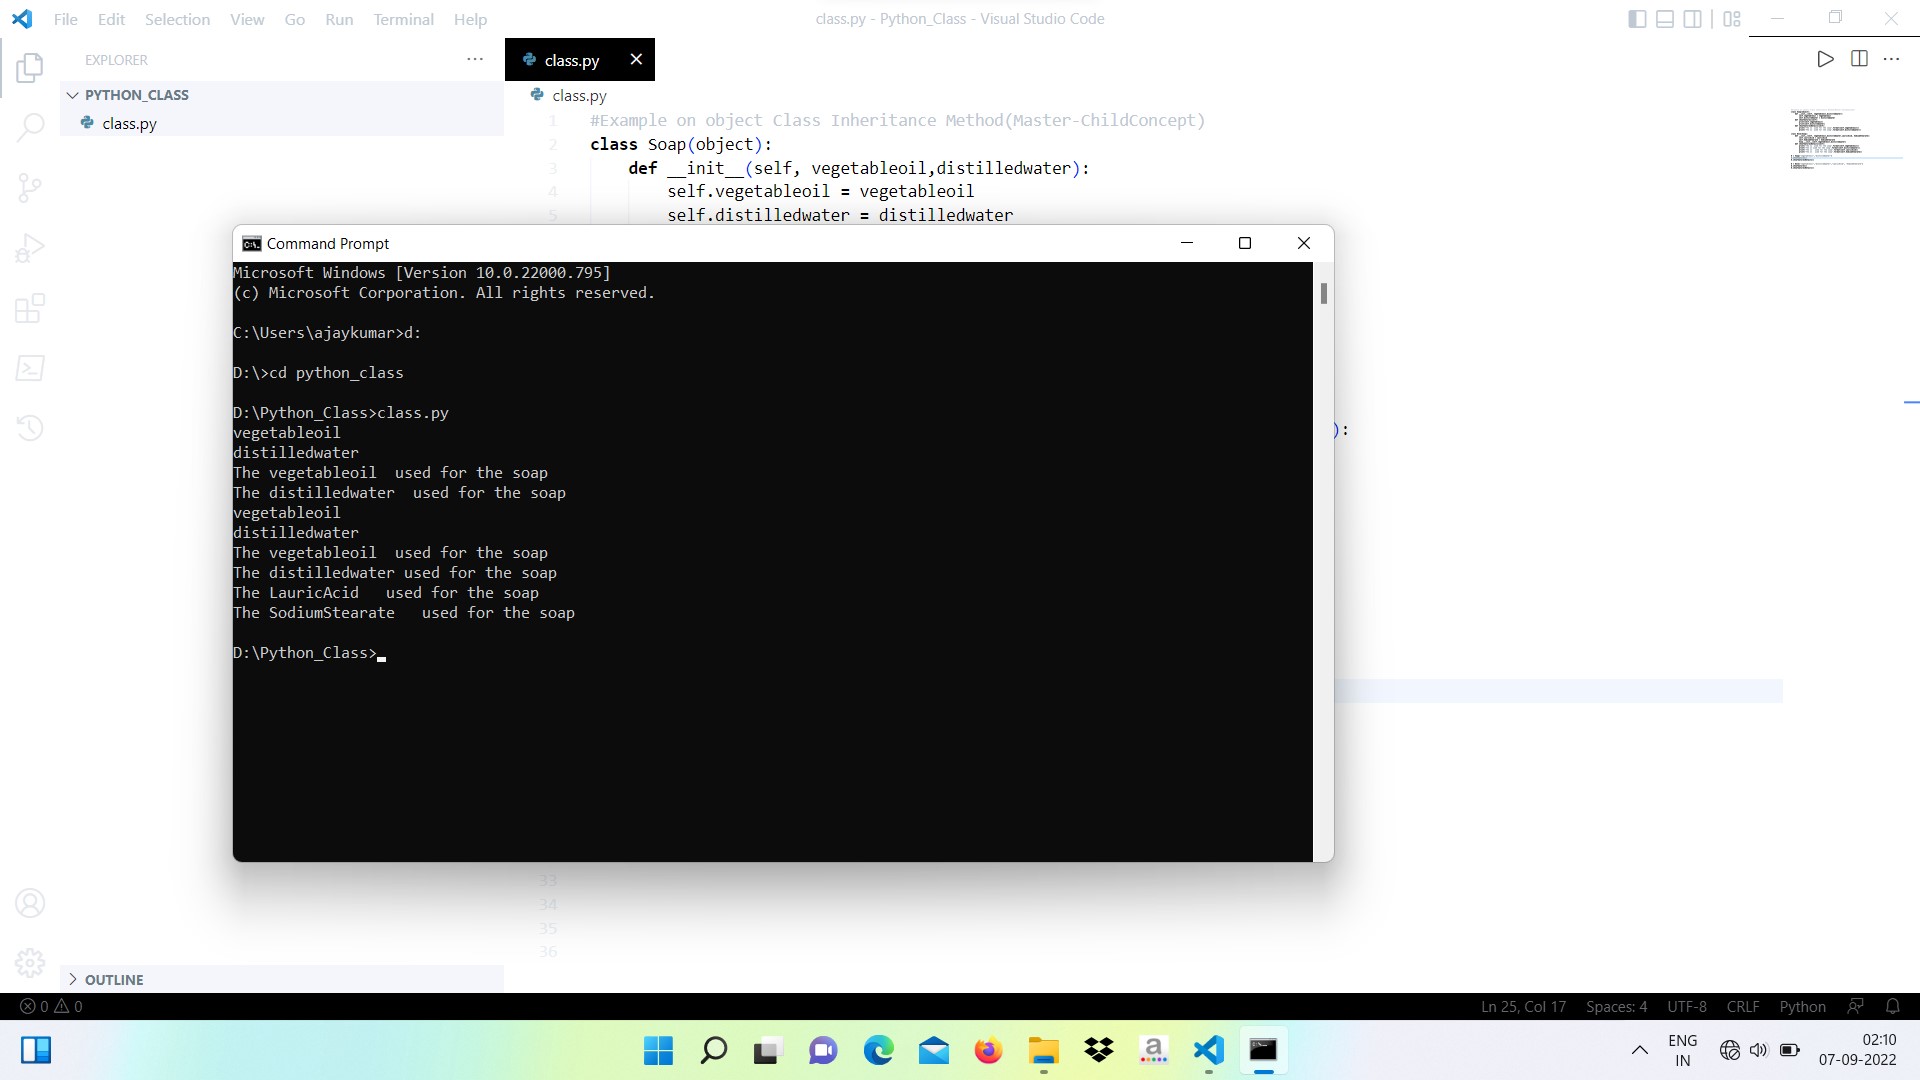 File Edit Selection View Go Run Terminal Help
class.py - Python_Class - Visual Studio Code
EXPLORER
class.py
PYTHON_CLASS
class.py
class.py
1 #Example on object Class Inheritance Method(Master-ChildConcept)
2 class Soap(object):
3 def __init__(self, vegetableoil,distilledwater):
4 self.vegetableoil = vegetableoil
5 self.distilledwater = distilledwater
Command Prompt
Microsoft Windows [Version 10.0.22000.795]
(c) Microsoft Corporation. All rights reserved.
C:\Users\ajaykumar>d:
D:\>cd python_class
D:\Python_Class>class.py
vegetableoil
distilledwater
The vegetableoil  used for the soap
The distilledwater  used for the soap
vegetableoil
distilledwater
The vegetableoil  used for the soap
The distilledwater used for the soap
The LauricAcid   used for the soap
The SodiumStearate   used for the soap
D:\Python_Class>
):
33
34
35
36
OUTLINE
0 0
Ln 25, Col 17 Spaces: 4 UTF-8 CRLF Python
ENG
IN
02:10
07-09-2022